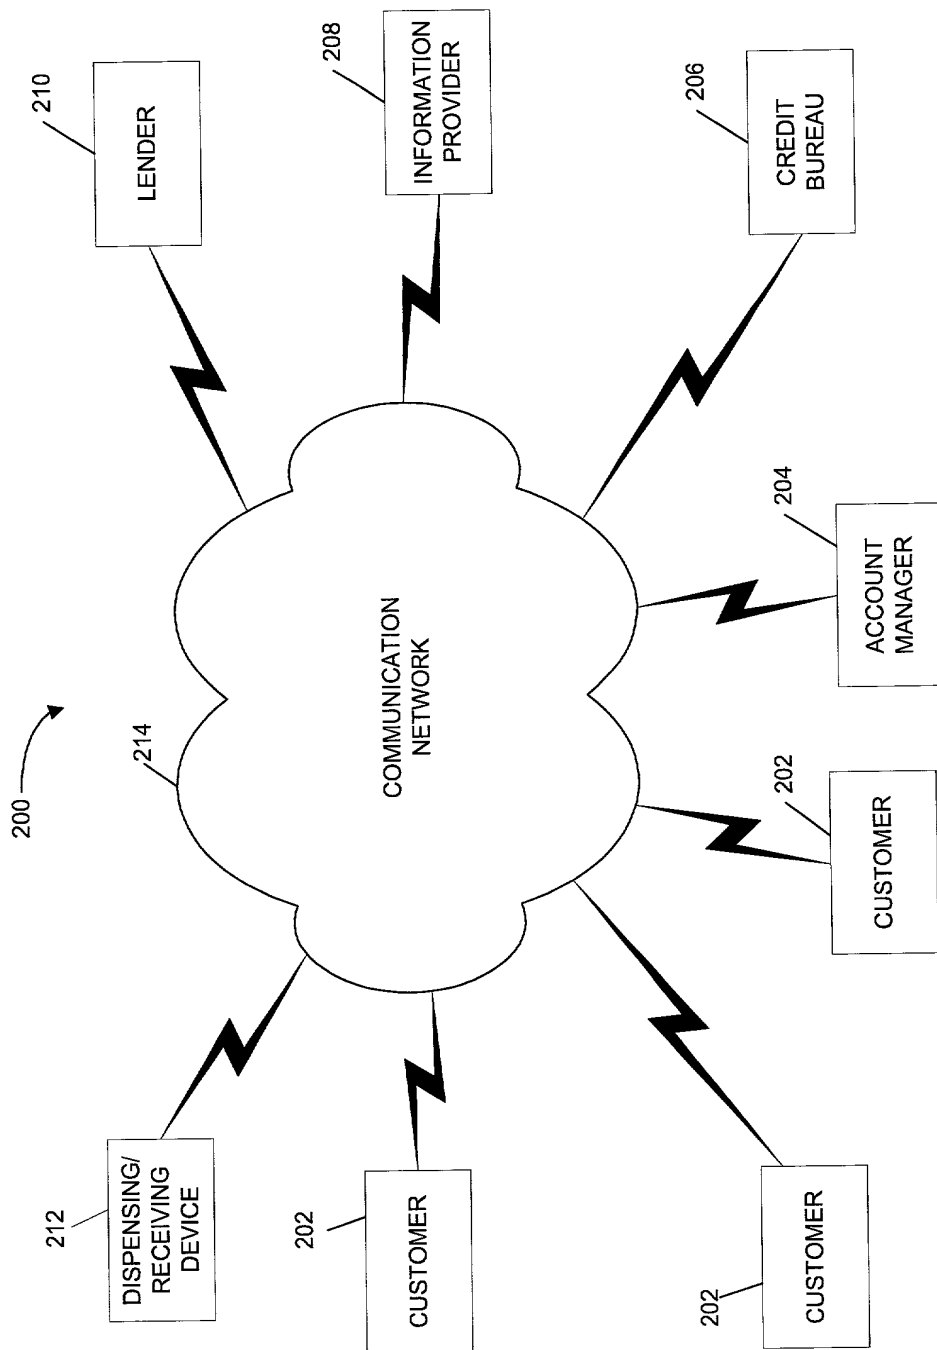 200
212
DISPENSING/
RECEIVING
DEVICE
214
210
LENDER
202
CUSTOMER
COMMUNICATION
NETWORK
208
INFORMATION
PROVIDER
202
CUSTOMER
202
CUSTOMER
204
ACCOUNT
MANAGER
206
CREDIT
BUREAU